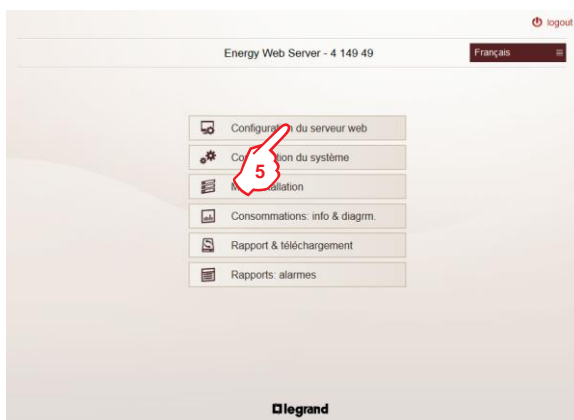 logout
Energy Web Server - 4 149 49
Français
Configuration du serveur web
du système
5
Consommations: info & diagrm.
Rapport & téléchargement
Rapports: alarmes
legrand